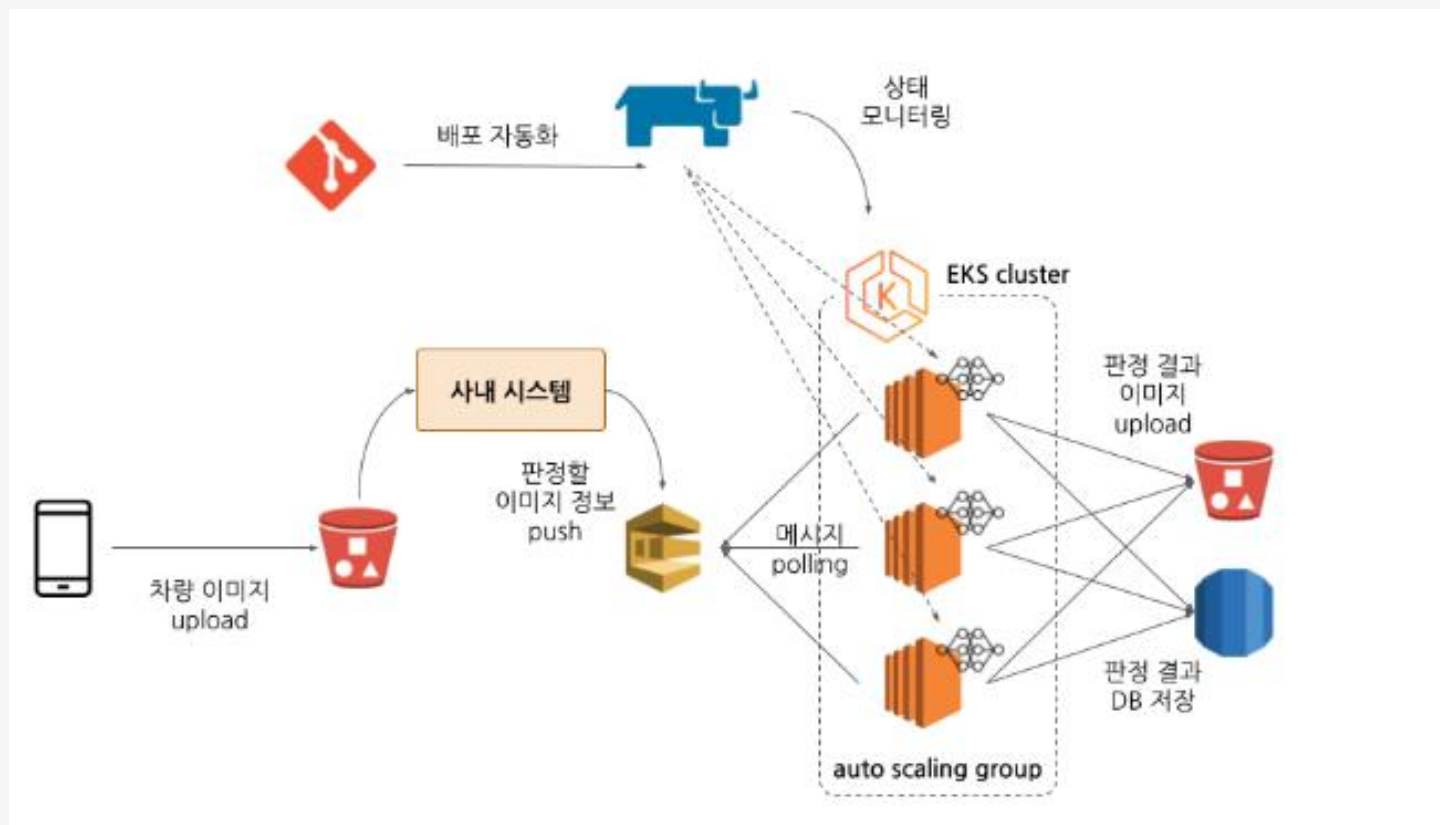 상태
모니터링
배포 자동화
EKS cluster
K
사내 시스템
판정 결과
이미지
upload
판정할
이미지 정보
push
메시지
polling
차량 이미지
upload
판정 결과
DB 저장
auto scaling group